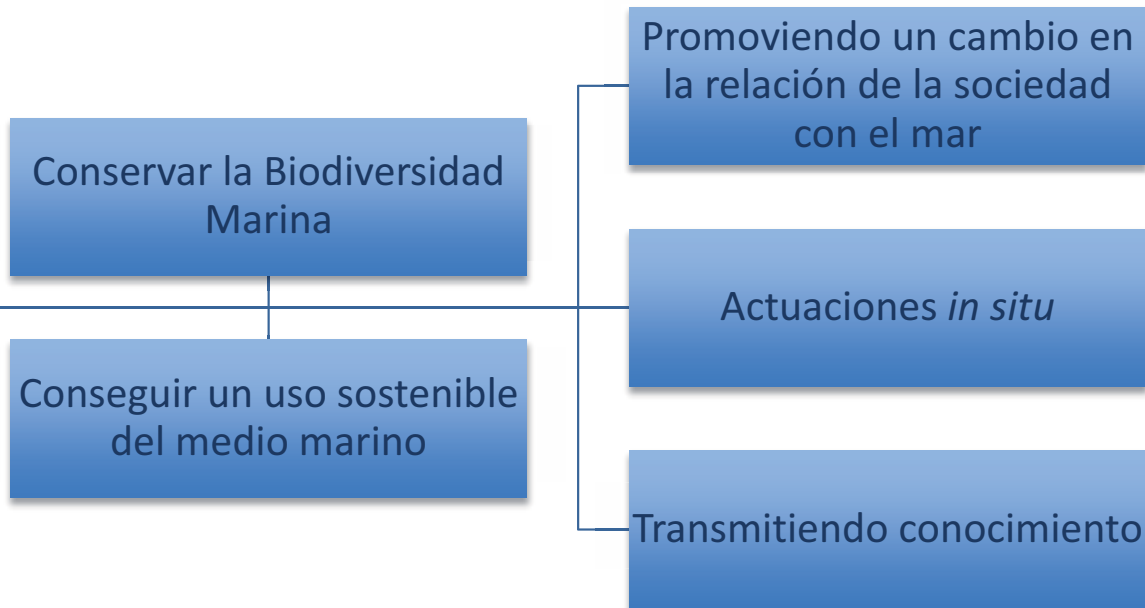 Conservar la Biodiversidad
Marina
Conseguir un uso sostenible
del medio marino
Promoviendo un cambio en
la relación de la sociedad
con el mar
Actuaciones in situ
Transmitiendo conocimiento